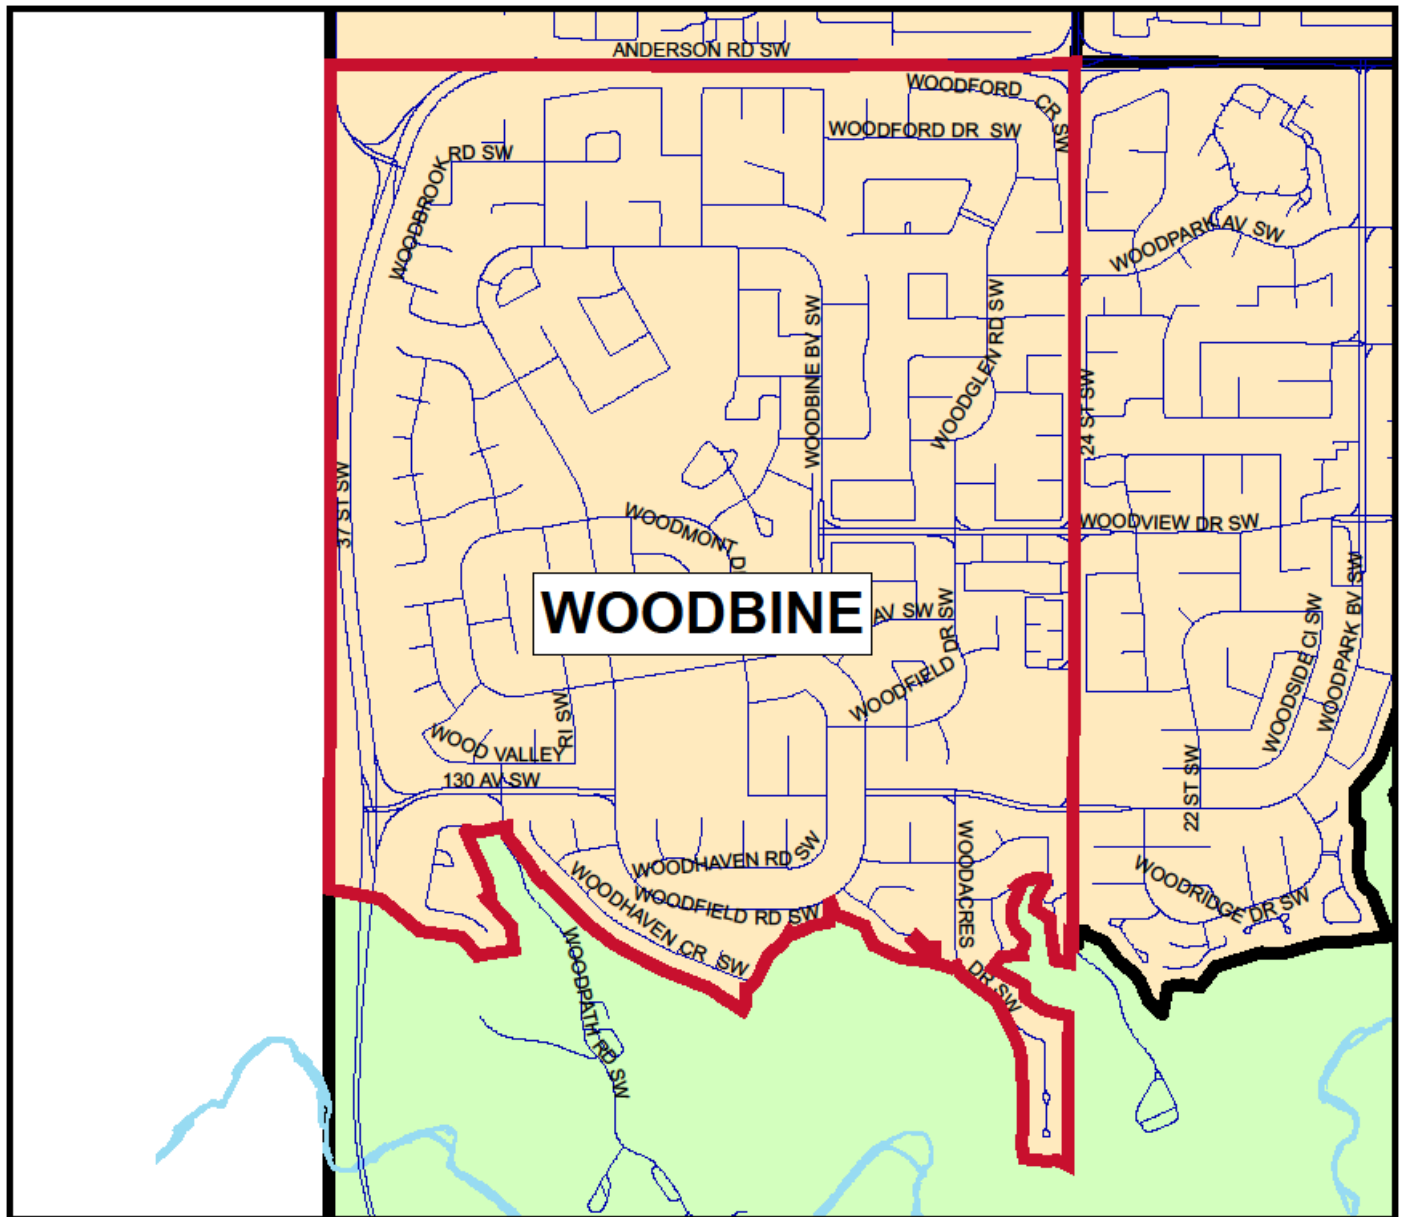 ANDERSON RD SW
WOODFORD CR SW
WOODFORD DR SW
WOODBROOK RD SW
WOODPARK AV SW
WOODBINE BV SW
WOODGLEN RD SW
24 ST SW
37 ST SW
WOODMONT
WOODVIEW DR SW
WOODBINE
AV SW
WOODFIELD DR SW
WOODSIDE CI SW
WOODPARK BV SW
WOOD VALLEY RI SW
130 AV SW
22 ST SW
WOODHAVEN RD SW
WOODFIELD RD SW
WOODHAVEN CR SW
WOODACRES DR SW
WOODRIDGE DR SW
WOODPATH RD SW